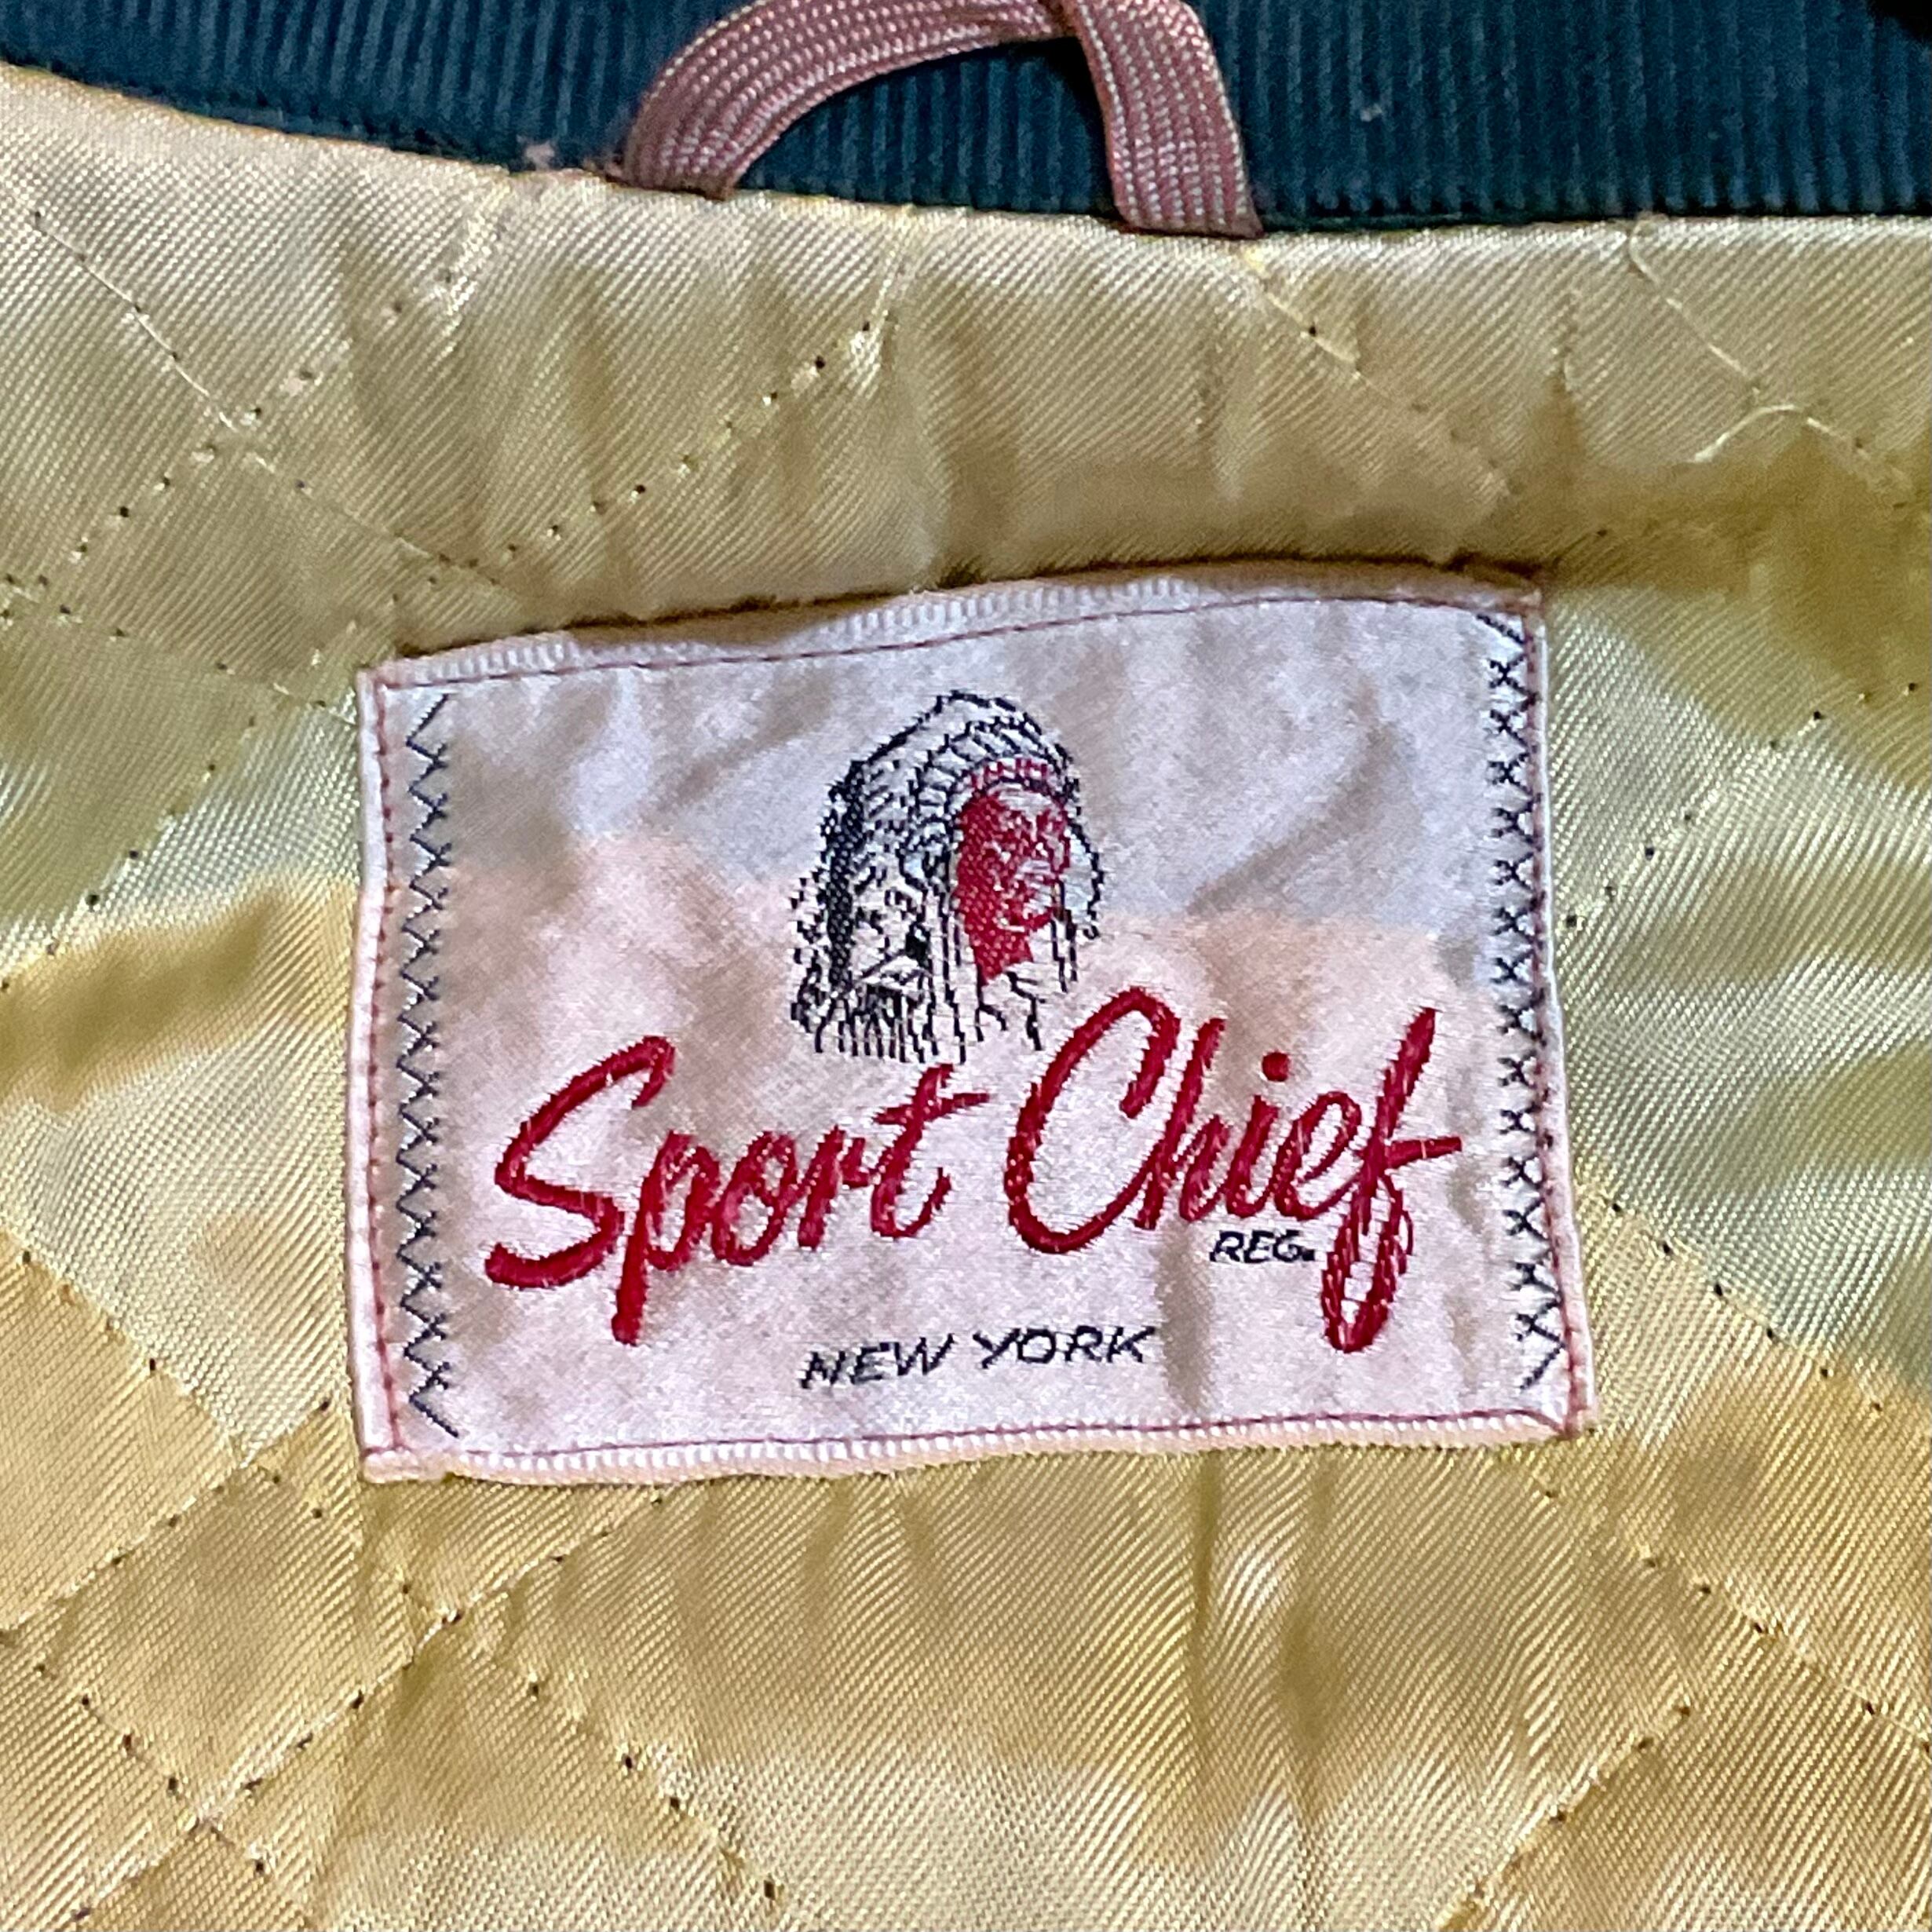 Sport Chief
REG.
NEW YORK